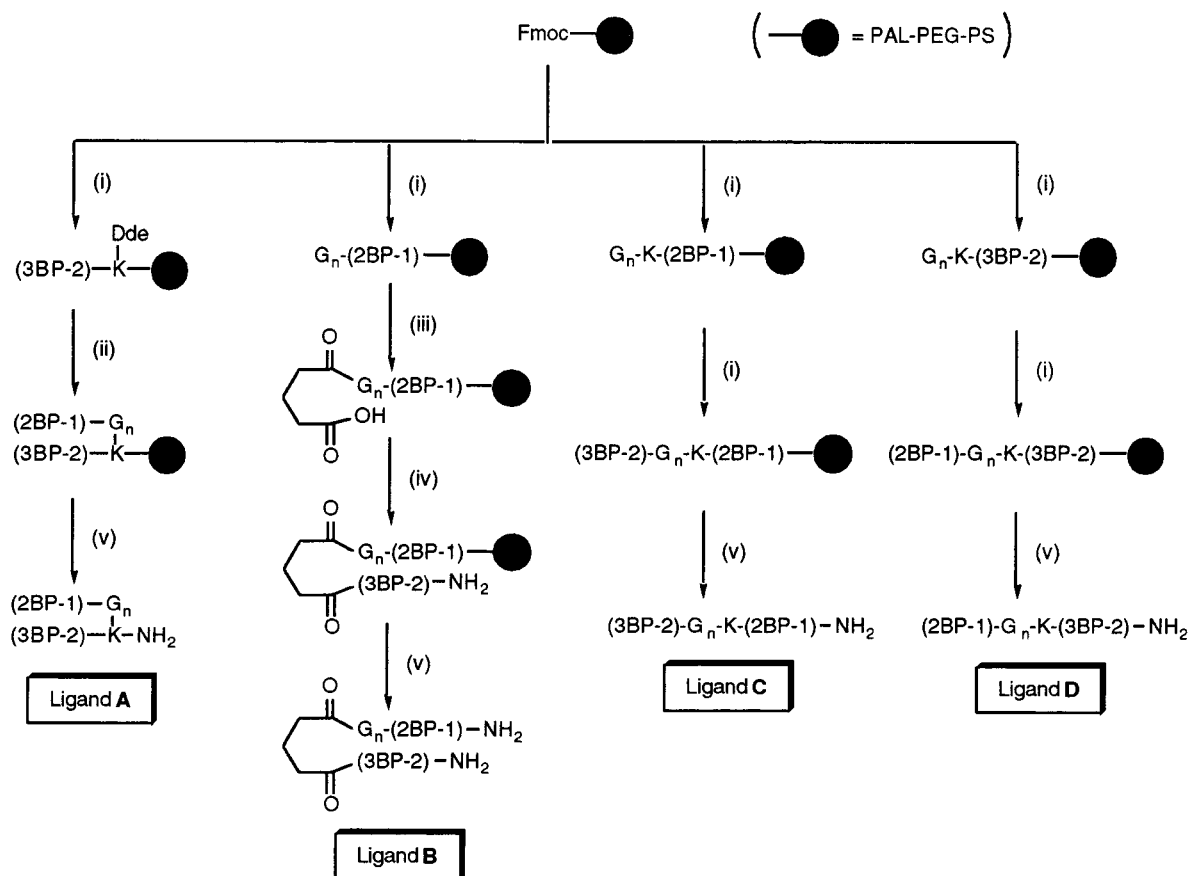 Fmoc
( = PAL-PEG-PS )
(i) (i) (i) (i)
Dde
(3BP-2) K
Gn-(2BP-1)
Gn-K-(2BP-1)
Gn-K-(3BP-2)
(ii) (iii) (i) (i)
O
Gn-(2BP-1)
OH
O
(2BP-1) Gn
(3BP-2) K
(3BP-2)-Gn-K-(2BP-1)
(2BP-1)-Gn-K-(3BP-2)
(v) (iv) (v) (v)
O
Gn-(2BP-1)
(3BP-2)-NH2
O
(2BP-1) Gn
(3BP-2) K-NH2
(3BP-2)-Gn-K-(2BP-1)-NH2
(2BP-1)-Gn-K-(3BP-2)-NH2
Ligand A
(v)
Ligand C
Ligand D
O
Gn-(2BP-1)-NH2
(3BP-2)-NH2
O
Ligand B